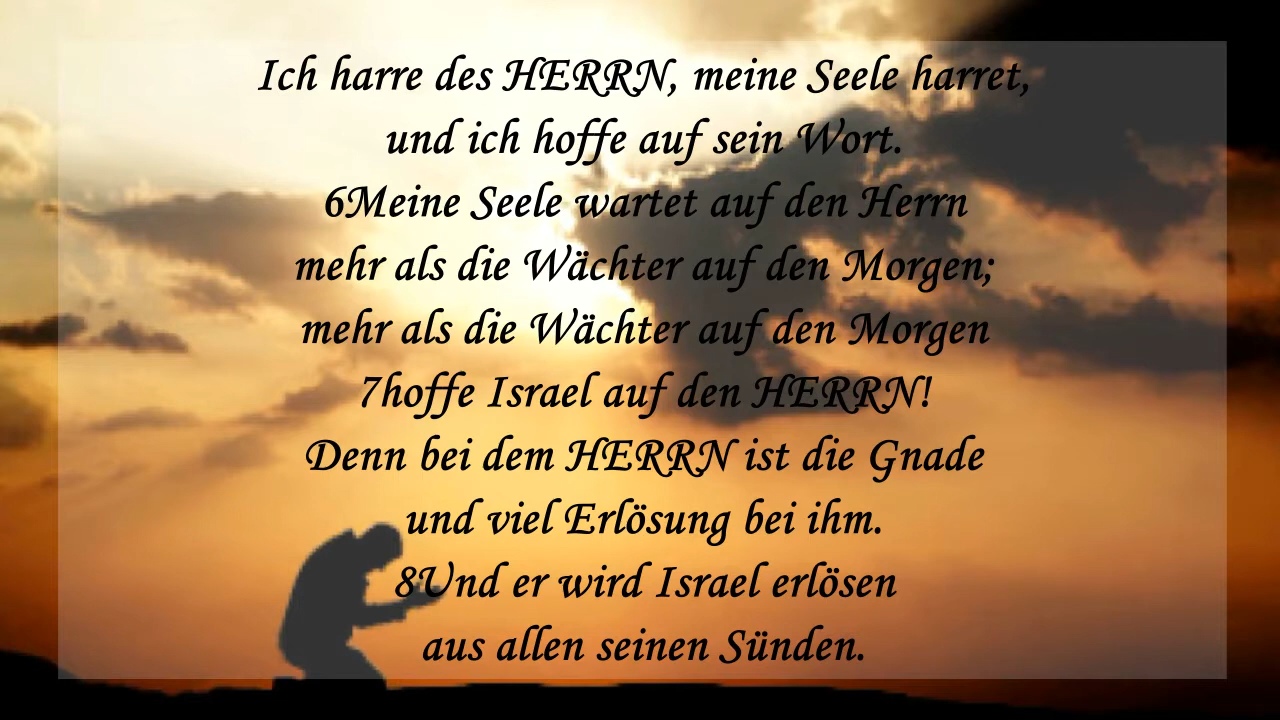 Ich harre des HERRN, meine Seele harret,
und ich hoffe auf sein Wort.
6Meine Seele wartet auf den Herrn
mehr als die Wächter auf den Morgen;
mehr als die Wächter auf den Morgen
7hoffe Israel auf den HERRN!
Denn bei dem HERRN ist die Gnade
und viel Erlösung bei ihm.
8Und er wird Israel erlösen
aus allen seinen Sünden.